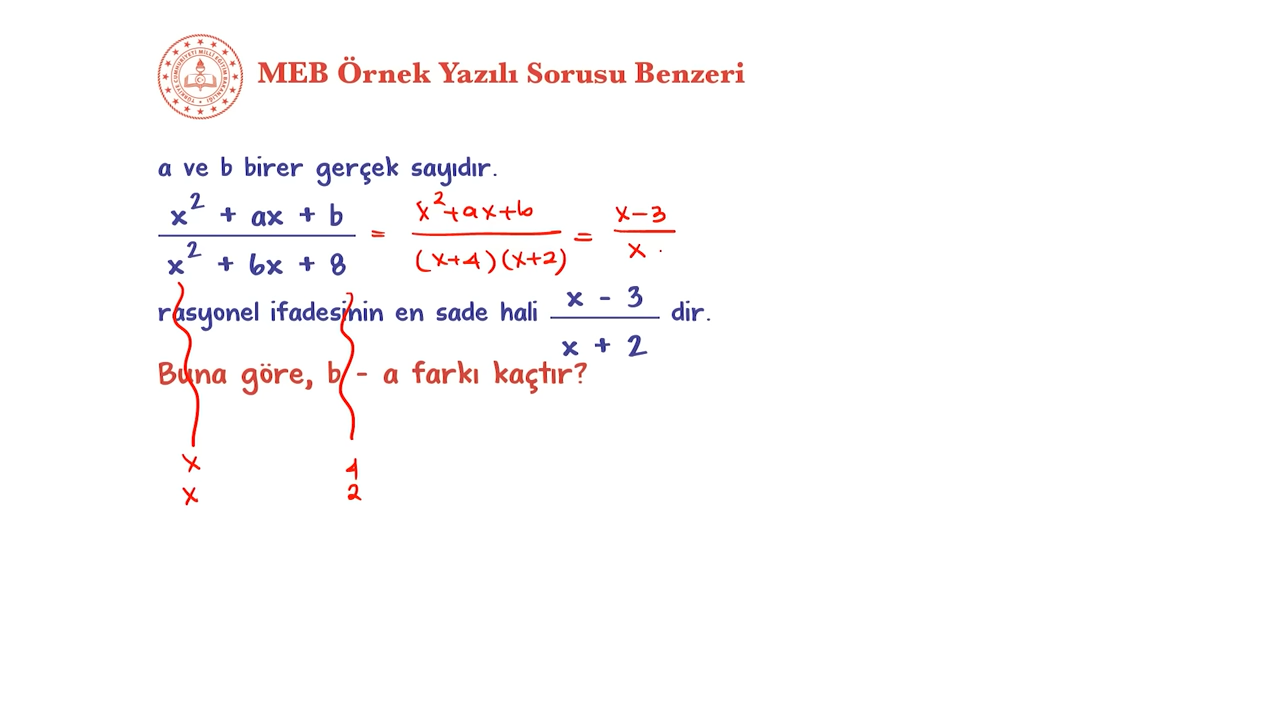 MEB Örnek Yazılı Sorusu Benzeri
a ve b birer gerçek sayıdır.
x² + ax + b / x² + 6x + 8 = x²+ax+b / (x+4)(x+2) = x-3 / x
rasyonel ifadesinin en sade hali x - 3 / x + 2 dir.
Buna göre, b - a farkı kaçtır?
x 4
x 2